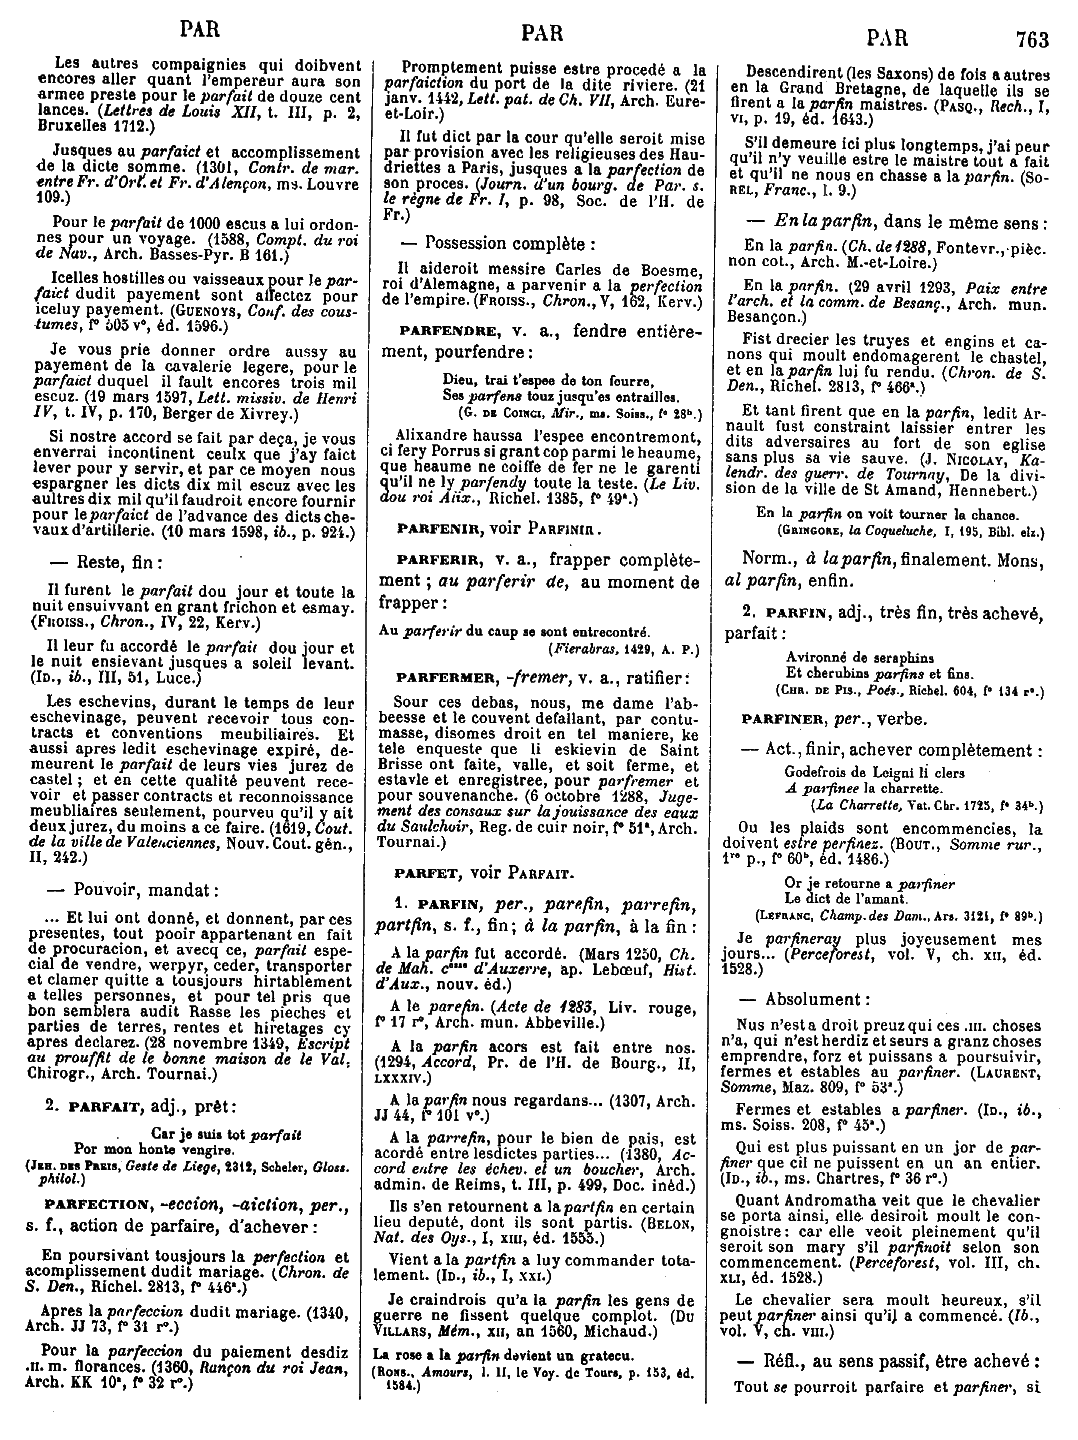 PAR
PAR
PAR
763
Les autres compaignies qui doibvent
encores aller quant l'empereur aura son
armee preste pour le parfait de douze cent
lances. (Lettres de Louis XII, t. III, p. 2,
Bruxelles 1712.)
Jusques au parfaict et accomplissement
de la dicte somme. (1301, Contr. de mar.
entre Fr. d'Orl. et Fr. d'Alençon, ms. Louvre
109.)
Pour le parfait de 1000 escus a lui ordon-
nes pour un voyage. (1588, Compt. du roi
de Nav., Arch. Basses-Pyr. B 161.)
Icelles hostilles ou vaisseaux pour le par-
faict dudit payement sont affectez pour
iceluy payement. (GUENOYS, Conf. des cous-
tumes, f° 505 v°, éd. 1596.)
Je vous prie donner ordre aussy au
payement de la cavalerie legere, pour le
parfaict duquel il fault encores trois mil
escuz. (19 mars 1597, Lett. missiv. de Henri
IV, t. IV, p. 170, Berger de Xivrey.)
Si nostre accord se fait par deça, je vous
enverrai incontinent ceulx que j'ay faict
lever pour y servir, et par ce moyen nous
espargner les dicts dix mil escuz avec les
aultres dix mil qu'il faudroit encore fournir
pour le parfaict de l'advance des dicts che-
vaux d'artillerie. (10 mars 1598, ib., p. 924.)
— Reste, fin :
Il furent le parfait dou jour et toute la
nuit ensuivvant en grant frichon et esmay.
(FROISS., Chron., IV, 22, Kerv.)
Il leur fu accordé le parfait dou jour et
le nuit ensievant jusques a soleil levant.
(ID., ib., III, 51, Luce.)
Les eschevins, durant le temps de leur
eschevinage, peuvent recevoir tous con-
tracts et conventions meubiliaires. Et
aussi apres ledit eschevinage expiré, de-
meurent le parfait de leurs vies jurez de
castel ; et en cette qualité peuvent rece-
voir et passer contracts et reconnoissance
meubliaires seulement, pourveu qu'il y ait
deux jurez, du moins a ce faire. (1619, Cout.
de la ville de Valenciennes, Nouv. Cout. gén.,
II, 242.)
— Pouvoir, mandat :
... Et lui ont donné, et donnent, par ces
presentes, tout pooir appartenant en fait
de procuracion, et avecq ce, parfait espe-
cial de vendre, werpyr, ceder, transporter
et clamer quitte a tousjours hirtablement
a telles personnes, et pour tel pris que
bon semblera audit Rasse les pieches et
parties de terres, rentes et hiretages cy
apres declarez. (28 novembre 1349, Escript
au prouffit de le bonne maison de le Val,
Chirogr., Arch. Tournai.)
2. PARFAIT, adj., prêt :
Car je suis tot parfait
Por mon honte vengire.
(JEH. DES PREIS, Geste de Liege, 2312, Scheler, Gloss.
philol.)
PARFECTION, -eccion, -aiction, per.,
s. f., action de parfaire, d'achever :
En poursivant tousjours la perfection et
acomplissement dudit mariage. (Chron. de
S. Den., Richel. 2813, f° 446ᵃ.)
Apres la parfeccion dudit mariage. (1340,
Arch. JJ 73, f° 31 r°.)
Pour la parfeccion du paiement desdiz
.II. m. florances. (1360, Rançon du roi Jean,
Arch. KK 10ᵃ, f° 32 r°.)
Promptement puisse estre procedé a la
parfaiction du port de la dite riviere. (21
janv. 1442, Lett. pat. de Ch. VII, Arch. Eure-
et-Loir.)
Il fut dict par la cour qu'elle seroit mise
par provision avec les religieuses des Hau-
driettes a Paris, jusques a la parfection de
son proces. (Journ. d'un bourg. de Par. s.
le règne de Fr. I, p. 98, Soc. de l'H. de
Fr.)
— Possession complète :
Il aideroit messire Carles de Boesme,
roi d'Alemagne, a parvenir a la perfection
de l'empire. (FROISS., Chron., V, 162, Kerv.)
PARFENDRE, v. a., fendre entière-
ment, pourfendre :
Dieu, trai t'espee de ton fourre,
Ses parfens touz jusqu'es entrailles.
(G. DE COINCI, Mir., ms. Soiss., f° 28ᵇ.)
Alixandre haussa l'espee encontremont,
ci fery Porrus si grant cop parmi le heaume,
que heaume ne coiffe de fer ne le garenti
qu'il ne ly parfendy toute la teste. (Le Liv.
dou roi Alix., Richel. 1385, f° 49ᵃ.)
PARFENIR, voir PARFINIR.
PARFERIR, v. a., frapper complète-
ment ; au parferir de, au moment de
frapper :
Au parferir du caup se sont entrecontré.
(Fierabras, 1429, A. P.)
PARFERMER, -fremer, v. a., ratifier :
Sour ces debas, nous, me dame l'ab-
beesse et le couvent defallant, par contu-
masse, disomes droit en tel maniere, ke
tele enqueste que li eskievin de Saint
Brisse ont faite, valle, et soit ferme, et
estavle et enregistree, pour parfremer et
pour souvenanche. (6 octobre 1288, Juge-
ment des consaux sur la jouissance des eaux
du Saulchoir, Reg. de cuir noir, f° 51ᵃ, Arch.
Tournai.)
PARFET, voir PARFAIT.
1. PARFIN, per., parefin, parrefin,
partfin, s. f., fin ; à la parfin, à la fin :
A la parfin fut accordé. (Mars 1250, Ch.
de Mah. cᵗᵉˢˢᵉ d'Auxerre, ap. Lebœuf, Hist.
d'Aux., nouv. éd.)
A le parefin. (Acte de 1283, Liv. rouge,
f° 17 r°, Arch. mun. Abbeville.)
A la parfin acors est fait entre nos.
(1294, Accord, Pr. de l'H. de Bourg., II,
LXXXIV.)
A la parfin nous regardans... (1307, Arch.
JJ 44, f° 101 v°.)
A la parrefin, pour le bien de pais, est
acordé entre lesdictes parties... (1380, Ac-
cord entre les échev. et un boucher, Arch.
admin. de Reims, t. III, p. 499, Doc. inéd.)
Ils s'en retournent a la partfin en certain
lieu deputé, dont ils sont partis. (BELON,
Nat. des Oys., I, XIII, éd. 1555.)
Vient a la partfin a luy commander tota-
lement. (ID., ib., I, XXI.)
Je craindrois qu'a la parfin les gens de
guerre ne fissent quelque complot. (DU
VILLARS, Mém., XII, an 1560, Michaud.)
La rose a la parfin devient un gratecu.
(RONS., Amours, l. II, le Voy. de Tours, p. 153, éd.
1584.)
Descendirent (les Saxons) de fois a autres
en la Grand Bretagne, de laquelle ils se
firent a la parfin maistres. (PASQ., Rech., I,
VI, p. 19, éd. 1643.)
S'il demeure ici plus longtemps, j'ai peur
qu'il n'y veuille estre le maistre tout a fait
et qu'il ne nous en chasse a la parfin. (SO-
REL, Franc., l. 9.)
— En la parfin, dans le même sens :
En la parfin. (Ch. de 1288, Fontevr., pièc.
non cot., Arch. M.-et-Loire.)
En la parfin. (29 avril 1293, Paix entre
l'arch. et la comm. de Besanç., Arch. mun.
Besançon.)
Fist drecier les truyes et engins et ca-
nons qui moult endomagerent le chastel,
et en la parfin lui fu rendu. (Chron. de S.
Den., Richel. 2813, f° 466ᵃ.)
Et tant firent que en la parfin, ledit Ar-
nault fust constraint laissier entrer les
dits adversaires au fort de son eglise
sans plus sa vie sauve. (J. NICOLAY, Ka-
lendr. des guerr. de Tournay, De la divi-
sion de la ville de St Amand, Hennebert.)
En la parfin on voit tourner la chance.
(GRINGORE, la Coqueluche, I, 195, Bibl. elz.)
Norm., à la parfin, finalement. Mons,
al parfin, enfin.
2. PARFIN, adj., très fin, très achevé,
parfait :
Avironné de seraphins
Et cherubins parfins et fins.
(CHR. DE PIS., Poés., Richel. 604, f° 134 r°.)
PARFINER, per., verbe.
— Act., finir, achever complètement :
Godefrois de Leigni li clers
A parfinee la charrette.
(La Charrette, Vat. Chr. 1725, f° 34ᵇ.)
Ou les plaids sont encommencies, la
doivent estre perfinez. (BOUT., Somme rur.,
1ʳᵉ p., f° 60ᵇ, éd. 1486.)
Or je retourne a parfiner
Le dict de l'amant.
(LEFRANC, Champ. des Dam., Ars. 3121, f° 89ᵇ.)
Je parfineray plus joyeusement mes
jours... (Perceforest, vol. V, ch. XII, éd.
1528.)
— Absolument :
Nus n'est a droit preuz qui ces .III. choses
n'a, qui n'est herdiz et seurs a granz choses
emprendre, forz et puissans a poursuivir,
fermes et estables au parfiner. (LAURENT,
Somme, Maz. 809, f° 53ᵃ.)
Fermes et estables a parfiner. (ID., ib.,
ms. Soiss. 208, f° 45ᵃ.)
Qui est plus puissant en un jor de par-
finer que cil ne puissent en un an entier.
(ID., ib., ms. Chartres, f° 36 r°.)
Quant Andromatha veit que le chevalier
se porta ainsi, elle desiroit moult le con-
gnoistre : car elle veoit pleinement qu'il
seroit son mary s'il parfinoit selon son
commencement. (Perceforest, vol. III, ch.
XLI, éd. 1528.)
Le chevalier sera moult heureux, s'il
peut parfiner ainsi qu'il a commencé. (Ib.,
vol. V, ch. VIII.)
— Réfl., au sens passif, être achevé :
Tout se pourroit parfaire et parfiner, si